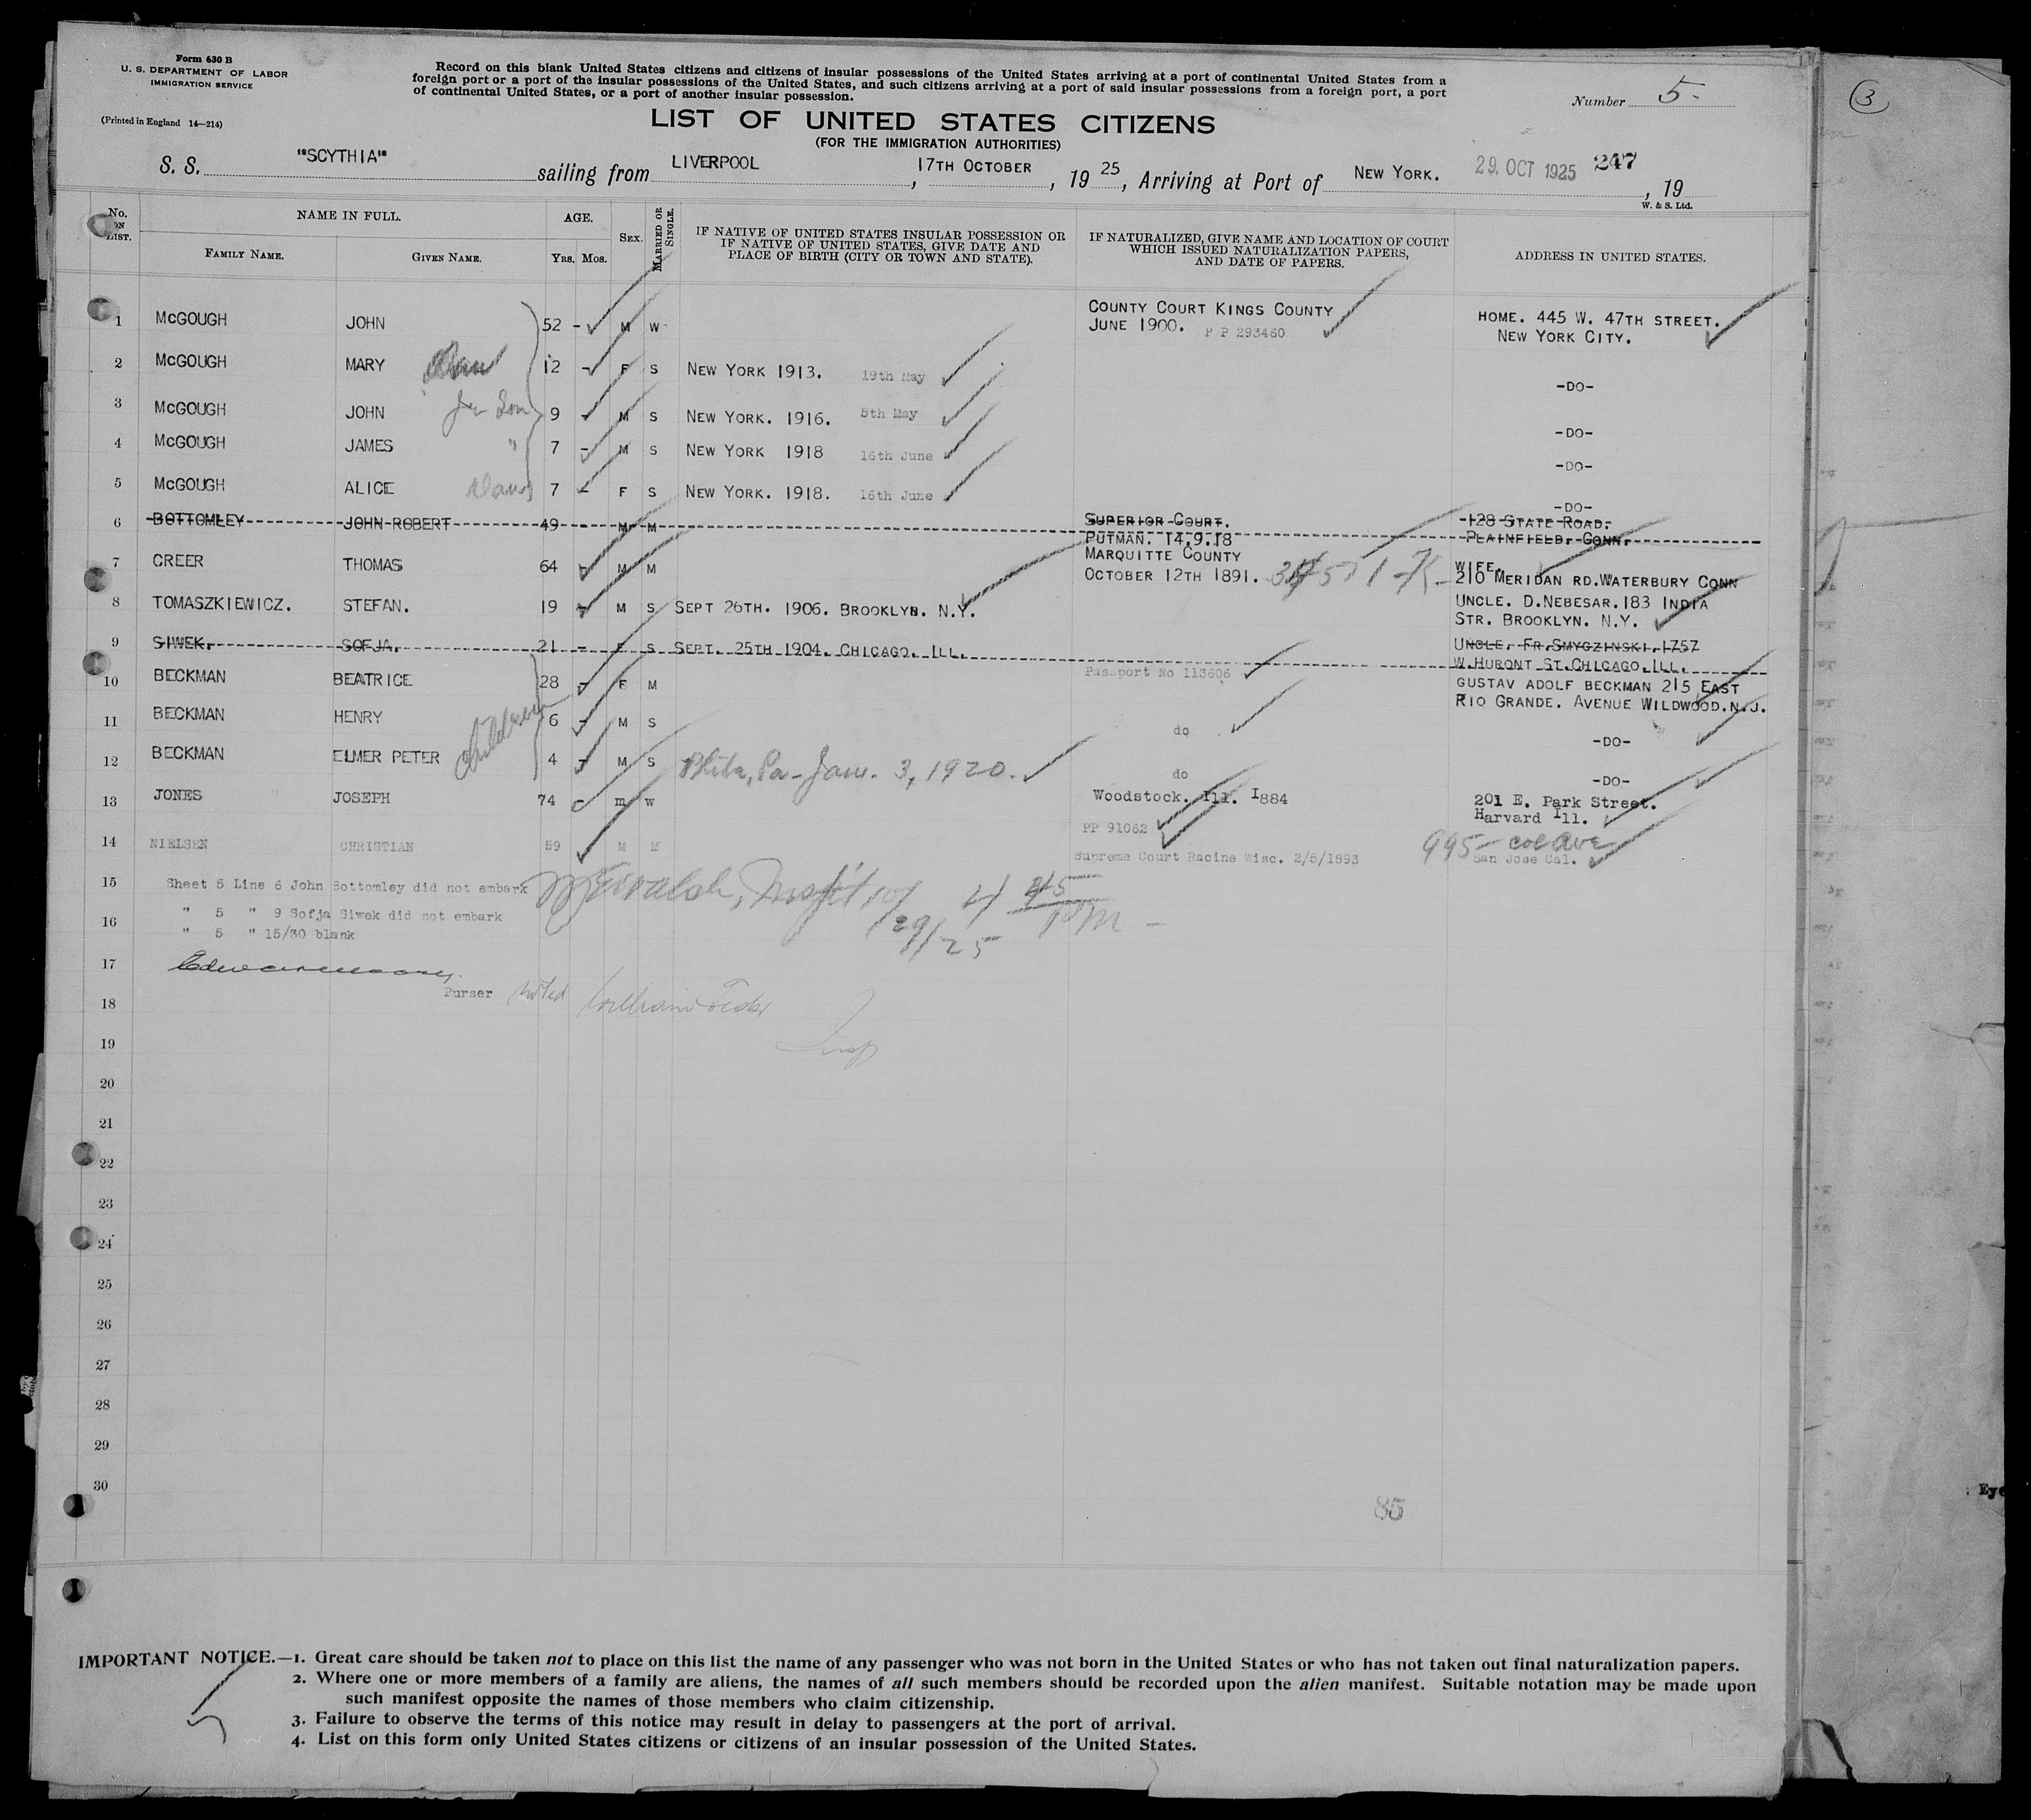 Form 630 B
U. S. DEPARTMENT OF LABOR
IMMIGRATION SERVICE
(Printed in England 14—214)
Record on this blank United States citizens and citizens of insular possessions of the United States arriving at a port of continental United States from a
foreign port or a port of the insular possessions of the United States, and such citizens arriving at a port of said insular possessions from a foreign port, a port
of continental United States, or a port of another insular possession.
Number 5-
3
LIST OF UNITED STATES CITIZENS
(FOR THE IMMIGRATION AUTHORITIES)
S. S. "SCYTHIA" sailing from LIVERPOOL, 17TH OCTOBER, 19 25, Arriving at Port of NEW YORK. 29. OCT 1925 247, 19
W. & S. Ltd.
No. ON LIST. NAME IN FULL. AGE. SEX. MARRIED OR SINGLE. IF NATIVE OF UNITED STATES INSULAR POSSESSION OR IF NATIVE OF UNITED STATES, GIVE DATE AND PLACE OF BIRTH (CITY OR TOWN AND STATE). IF NATURALIZED, GIVE NAME AND LOCATION OF COURT WHICH ISSUED NATURALIZATION PAPERS, AND DATE OF PAPERS. ADDRESS IN UNITED STATES.
FAMILY NAME. GIVEN NAME. YRS. MOS.
1 McGOUGH JOHN 52 - M W COUNTY COURT KINGS COUNTY JUNE 1900. P P 293460 HOME. 445 W. 47TH STREET. NEW YORK CITY.
2 McGOUGH MARY 12 - F S NEW YORK 1913. 19th May -DO-
3 McGOUGH JOHN Jr Son 9 - M S NEW YORK. 1916. 5th May -DO-
4 McGOUGH JAMES " 7 - M S NEW YORK 1918 16th June -DO-
5 McGOUGH ALICE Dau 7 - F S NEW YORK. 1918. 16th June -DO-
6 BOTTOMLEY JOHN ROBERT 49 - M M SUPERIOR COURT. PUTMAN. 14.9.18 128 STATE ROAD. PLAINFIELD. CONN.
7 CREER THOMAS 64 - M M MARQUITTE COUNTY OCTOBER 12TH 1891. WIFE. 210 MERIDAN RD.WATERBURY CONN
8 TOMASZKIEWICZ. STEFAN. 19 - M S SEPT 26TH. 1906. BROOKLYN. N.Y. UNCLE. D.NEBESAR.183 INDIA STR. BROOKLYN. N.Y.
9 SIWEK. SOFJA. 21 - F S SEPT. 25TH 1904. CHICAGO. ILL. UNCLE. FR.SMYGZINSKI.1757 W.HURONT ST.CHICAGO.ILL.
10 BECKMAN BEATRICE 28 - F M Passport No 113606 GUSTAV ADOLF BECKMAN 215 EAST RIO GRANDE. AVENUE WILDWOOD.N.J.
11 BECKMAN HENRY Children 6 - M S do -DO-
12 BECKMAN ELMER PETER 4 - M S Phila, Pa - Jan. 3, 1920. do -DO-
13 JONES JOSEPH 74 m w Woodstock. Ill. I884 PP 91062 201 E. Park Street. Harvard Ill.
14 NIELSEN CHRISTIAN 59 M M Supreme Court Racine Wisc. 2/5/1893 995- San Jose Cal.
15 Sheet 5 Line 6 John Bottomley did not embark
" 5 " 9 Sofja Siwek did not embark
16
" 5 " 15/30 blank
10/29/25
17
Purser
18
19
20
21
22
23
24
25
26
27
28
29
30
85
Eye
IMPORTANT NOTICE.—1. Great care should be taken not to place on this list the name of any passenger who was not born in the United States or who has not taken out final naturalization papers.
2. Where one or more members of a family are aliens, the names of all such members should be recorded upon the alien manifest. Suitable notation may be made upon
such manifest opposite the names of those members who claim citizenship.
3. Failure to observe the terms of this notice may result in delay to passengers at the port of arrival.
4. List on this form only United States citizens or citizens of an insular possession of the United States.